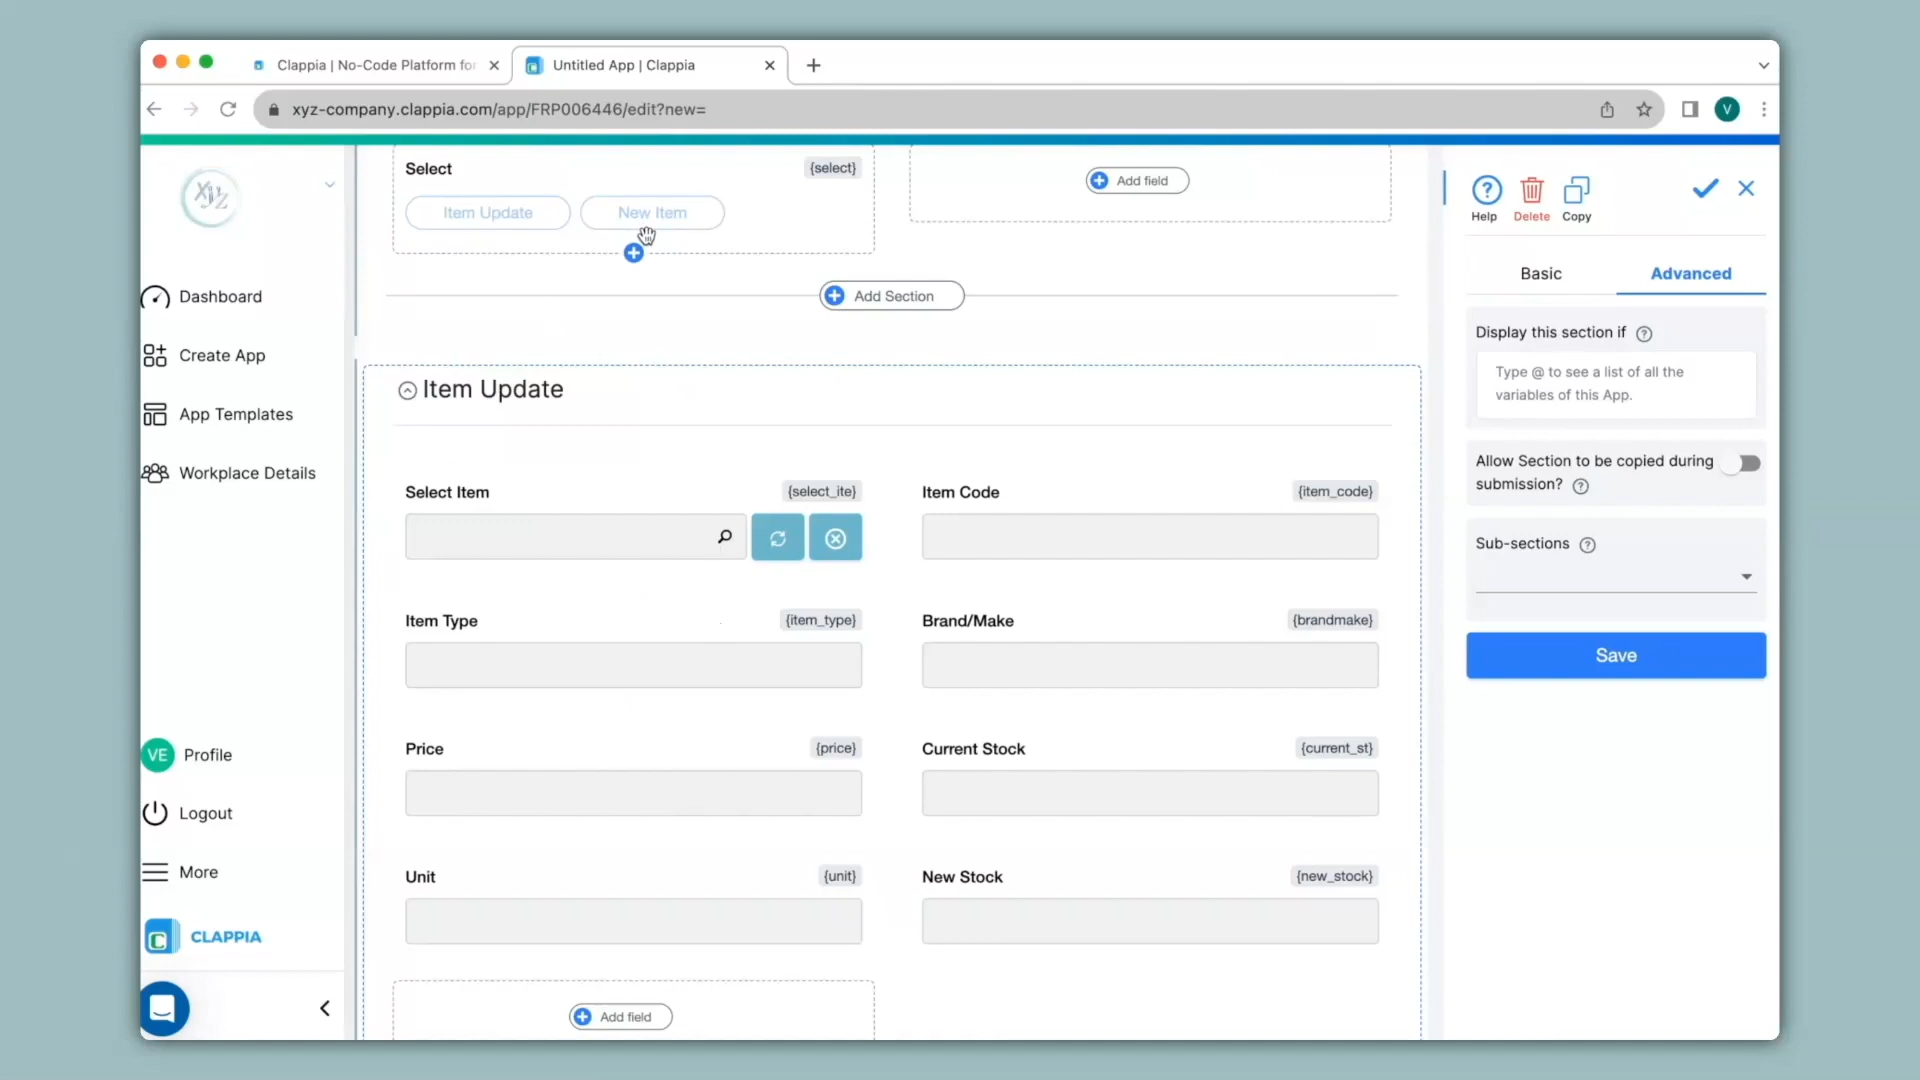 Clappia | No-Code Platform for
Untitled App | Clappia
xyz-company.clappia.com/app/FRP006446/edit?new=
V
XYZ
Dashboard
Create App
App Templates
Workplace Details
VE Profile
Logout
More
CLAPPIA
Select {select}
Item Update New Item
Add field
Add Section
Item Update
Select Item {select_ite}
Item Code {item_code}
Item Type {item_type}
Brand/Make {brandmake}
Price {price}
Current Stock {current_st}
Unit {unit}
New Stock {new_stock}
Add field
Help Delete Copy
Basic Advanced
Display this section if ?
Type @ to see a list of all the
variables of this App.
Allow Section to be copied during
submission? ?
Sub-sections ?
Save